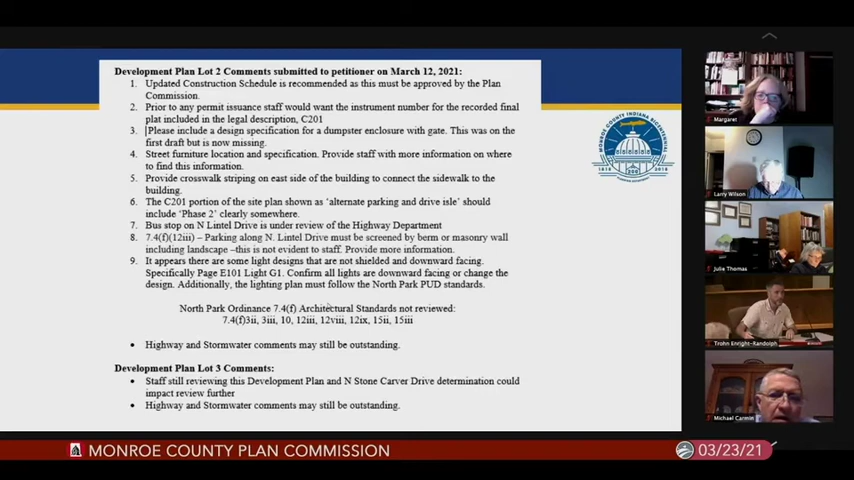 Development Plan Lot 2 Comments submitted to petitioner on March 12, 2021:
1. Updated Construction Schedule is recommended as this must be approved by the Plan
Commission.
2. Prior to any permit issuance staff would want the instrument number for the recorded final
plat included in the legal description, C201
3. Please include a design specification for a dumpster enclosure with gate. This was on the
first draft but is now missing.
4. Street furniture location and specification. Provide staff with more information on where
to find this information.
5. Provide crosswalk striping on east side of the building to connect the sidewalk to the
building.
6. The C201 portion of the site plan shown as ‘alternate parking and drive isle’ should
include ‘Phase 2’ clearly somewhere.
7. Bus stop on N Lintel Drive is under review of the Highway Department
8. 7.4(f)(12iii) – Parking along N. Lintel Drive must be screened by berm or masonry wall
including landscape –this is not evident to staff. Provide more information.
9. It appears there are some light designs that are not shielded and downward facing.
Specifically Page E101 Light G1. Confirm all lights are downward facing or change the
design. Additionally, the lighting plan must follow the North Park PUD standards.
North Park Ordinance 7.4(f) Architectural Standards not reviewed:
7.4(f)3ii, 3iii, 10, 12iii, 12viii, 12ix, 15ii, 15iii
• Highway and Stormwater comments may still be outstanding.
Development Plan Lot 3 Comments:
• Staff still reviewing this Development Plan and N Stone Carver Drive determination could
impact review further
• Highway and Stormwater comments may still be outstanding.
MONROE COUNTY INDIANA BICENTENNIAL
1818 2018
200
Margaret
Larry Wilson
Julie Thomas
Trohn Enright-Randolph
Michael Carmin
MONROE COUNTY PLAN COMMISSION
03/23/21